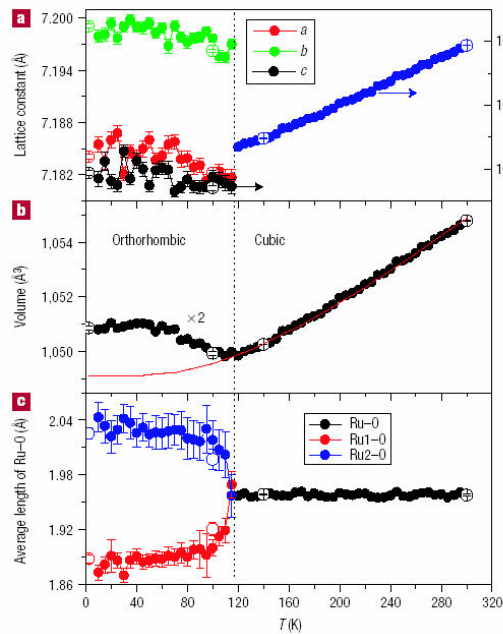 a
7,200
7.194
7.188
7.182
Lattice constant (Å)
a
b
c
1
1
1
b
1,054
1,051
1,050
Volume (Å³)
Orthorhombic
Cubic
×2
c
2.04
1.98
1.92
1.86
Average length of Ru–O (Å)
Ru–O
Ru1–O
Ru2–O
0 40 80 120 160 200 240 280 320
T (K)